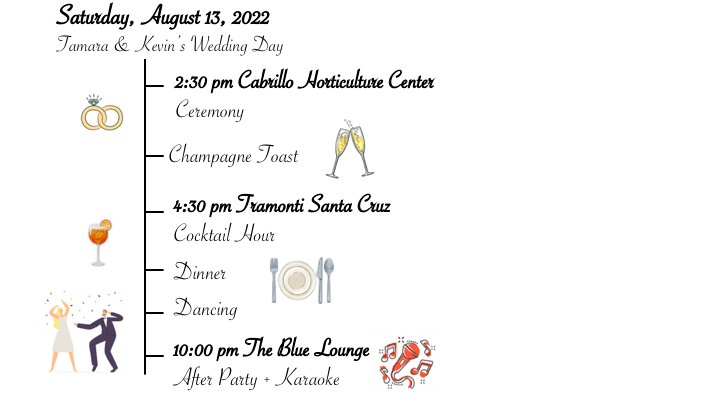 Saturday, August 13, 2022
Tamara & Kevin's Wedding Day
2:30 pm Cabrillo Horticulture Center
Ceremony
Champagne Toast
4:30 pm Tramonti Santa Cruz
Cocktail Hour
Dinner
Dancing
10:00 pm The Blue Lounge
After Party + Karaoke